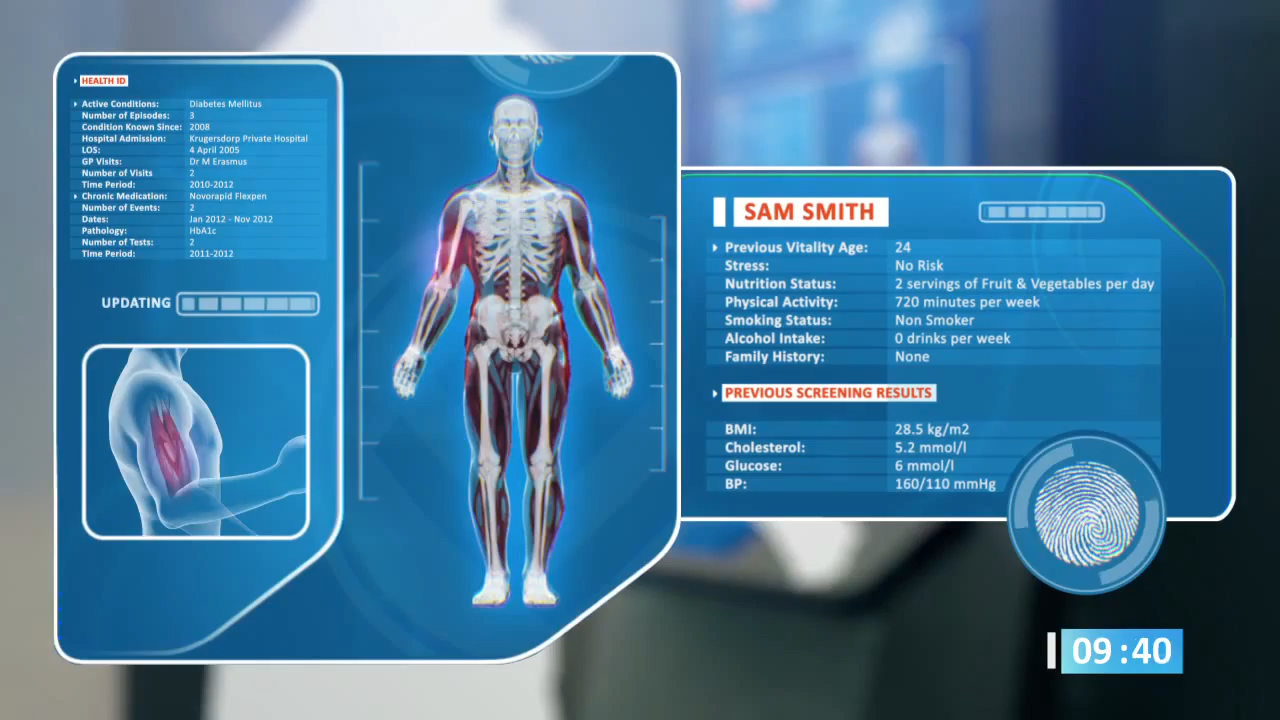 HEALTH ID
Active Conditions: Diabetes Mellitus
Number of Episodes: 3
Condition Known Since: 2008
Hospital Admission: Krugersdorp Private Hospital
LOS: 4 April 2005
GP Visits: Dr M Erasmus
Number of Visits 2
Time Period: 2010-2012
Chronic Medication: Novorapid Flexpen
Number of Events: 2
Dates: Jan 2012 - Nov 2012
Pathology: HbA1c
Number of Tests: 2
Time Period: 2011-2012
UPDATING
SAM SMITH
Previous Vitality Age: 24
Stress: No Risk
Nutrition Status: 2 servings of Fruit & Vegetables per day
Physical Activity: 720 minutes per week
Smoking Status: Non Smoker
Alcohol Intake: 0 drinks per week
Family History: None
PREVIOUS SCREENING RESULTS
BMI: 28.5 kg/m2
Cholesterol: 5.2 mmol/l
Glucose: 6 mmol/l
BP: 160/110 mmHg
09:40